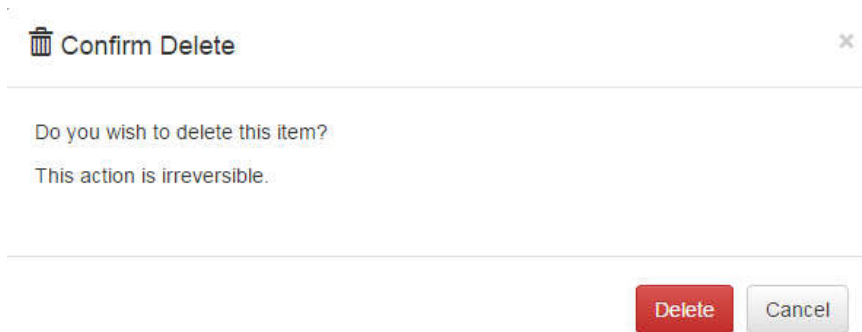 Confirm Delete
Do you wish to delete this item?
This action is irreversible.
Delete Cancel